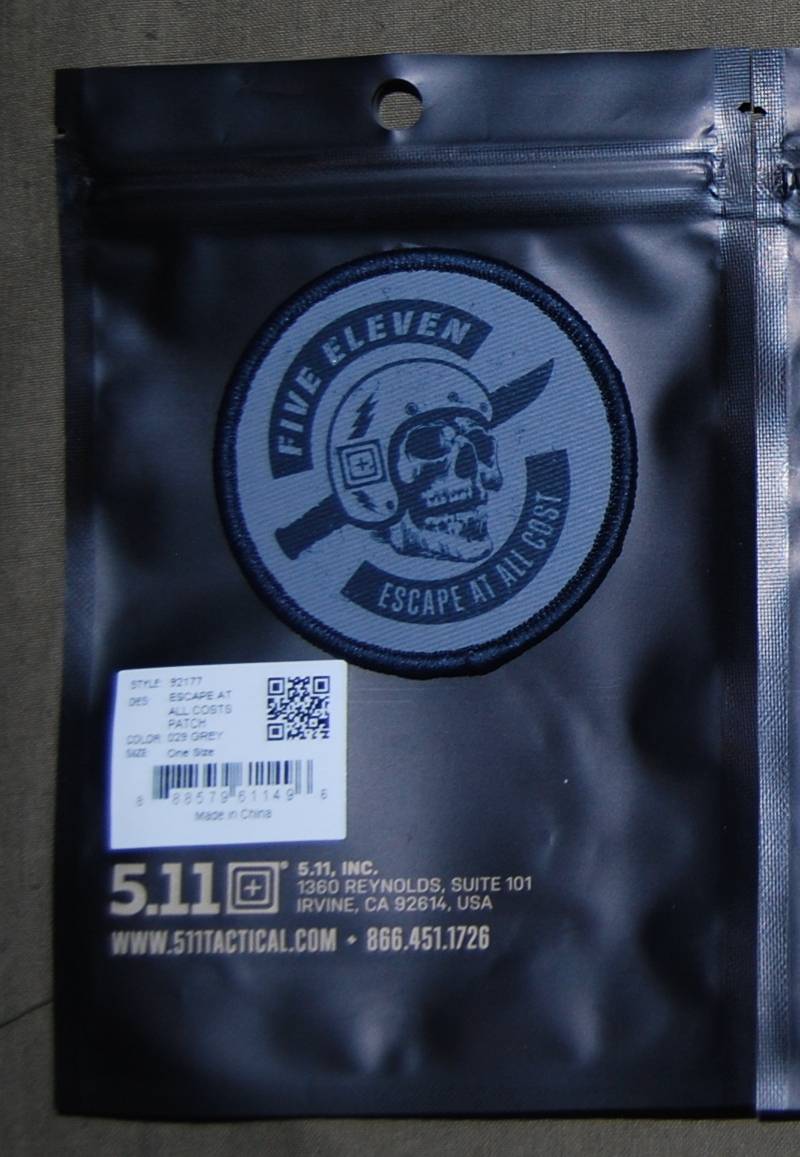 FIVE ELEVEN
ESCAPE AT ALL COST
STYLE: 92177
DES: ESCAPE AT
ALL COSTS
PATCH
COLOR: 029 GREY
SIZE: One Size
8 88579 61149 6
Made in China
5.11® 5.11, INC.
1360 REYNOLDS, SUITE 101
IRVINE, CA 92614, USA
WWW.511TACTICAL.COM • 866.451.1726